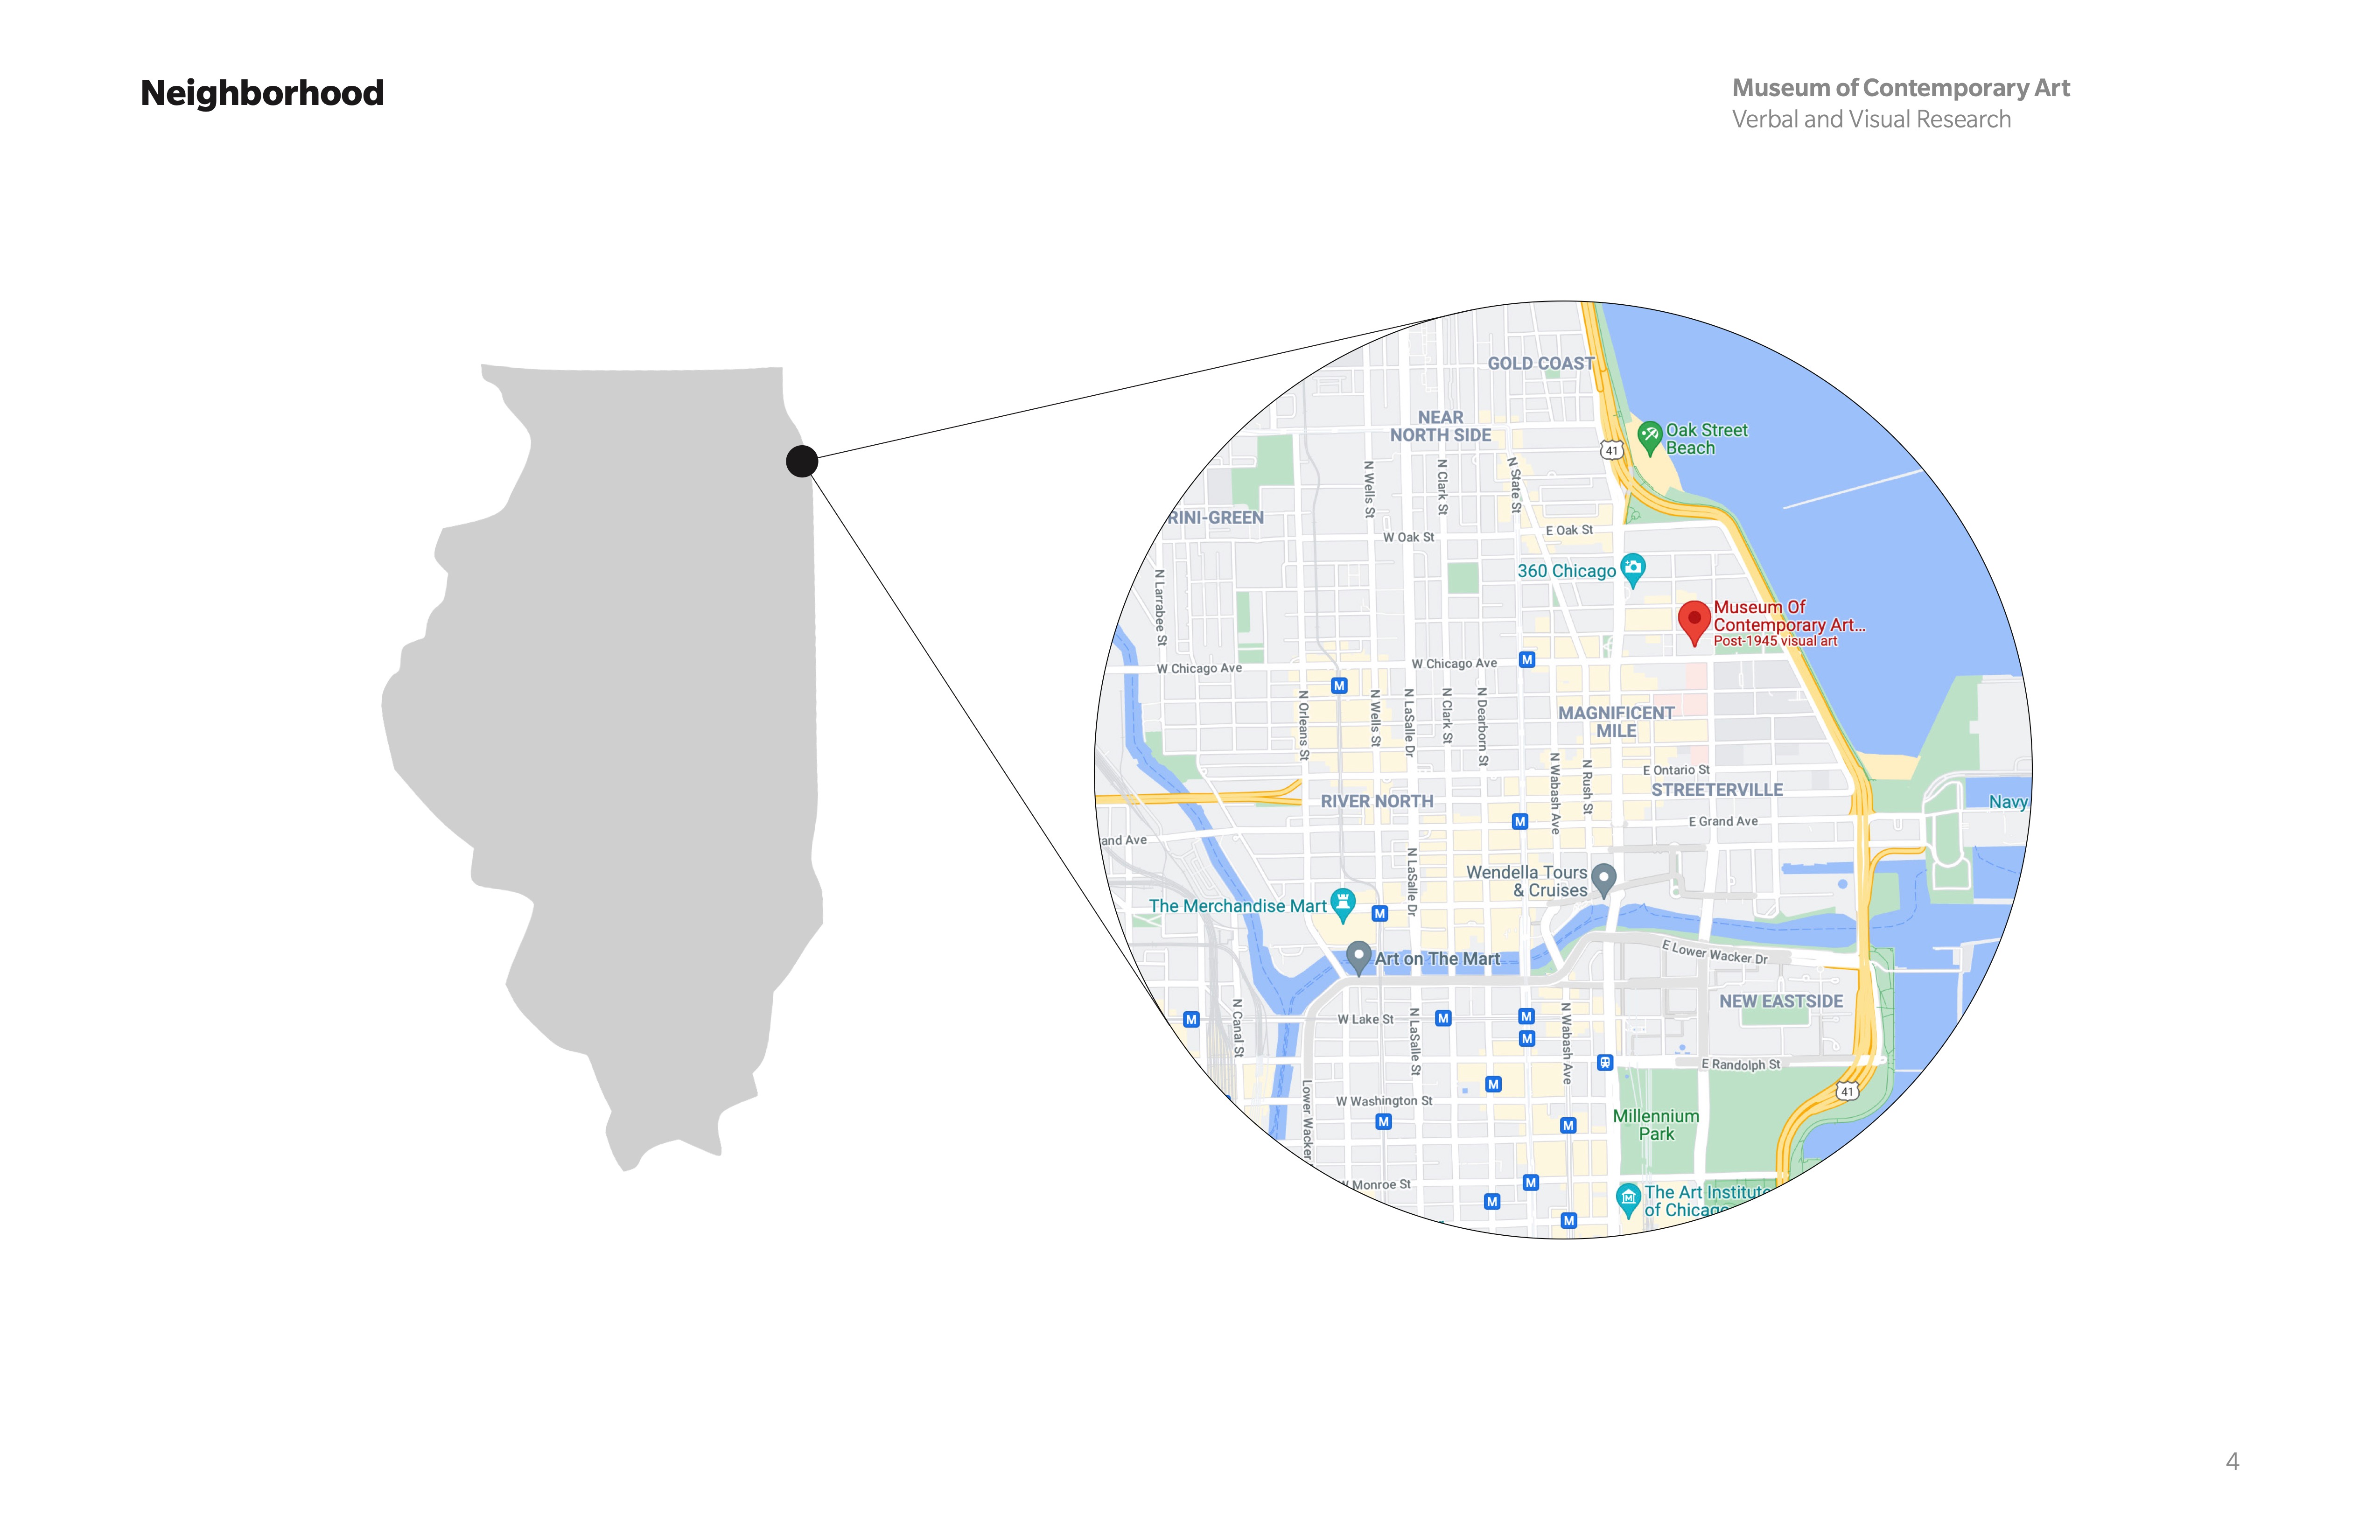 Neighborhood
Museum of Contemporary Art
Verbal and Visual Research
GOLD COAST
NEAR
NORTH SIDE
41
Oak Street
Beach
N Wells St
N Clark St
N State St
RINI-GREEN
W Oak St
E Oak St
360 Chicago
N Larrabee St
Museum Of
Contemporary Art...
Post-1945 visual art
W Chicago Ave
W Chicago Ave
M
M
N Orleans St
N Wells St
N LaSalle Dr
N Clark St
N Dearborn St
MAGNIFICENT
MILE
N Wabash Ave
N Rush St
E Ontario St
STREETERVILLE
RIVER NORTH
Navy
M
E Grand Ave
and Ave
N LaSalle Dr
Wendella Tours
& Cruises
The Merchandise Mart
M
Art on The Mart
E Lower Wacker Dr
NEW EASTSIDE
N Canal St
M
W Lake St
N LaSalle St
M
M
M
N Wabash Ave
E Randolph St
M
41
Lower Wacker
W Washington St
M
M
Millennium
Park
W Monroe St
M
M
M
The Art Institute
of Chicago
4